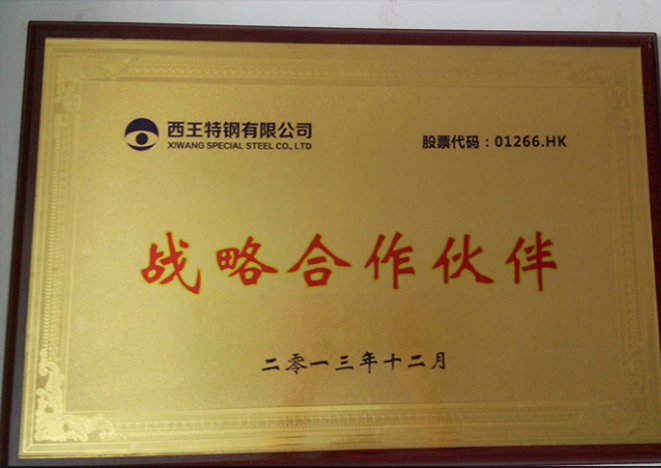 西王特钢有限公司
XIWANG SPECIAL STEEL CO., LTD
股票代码：01266.HK
战略合作伙伴
二零一三年十二月